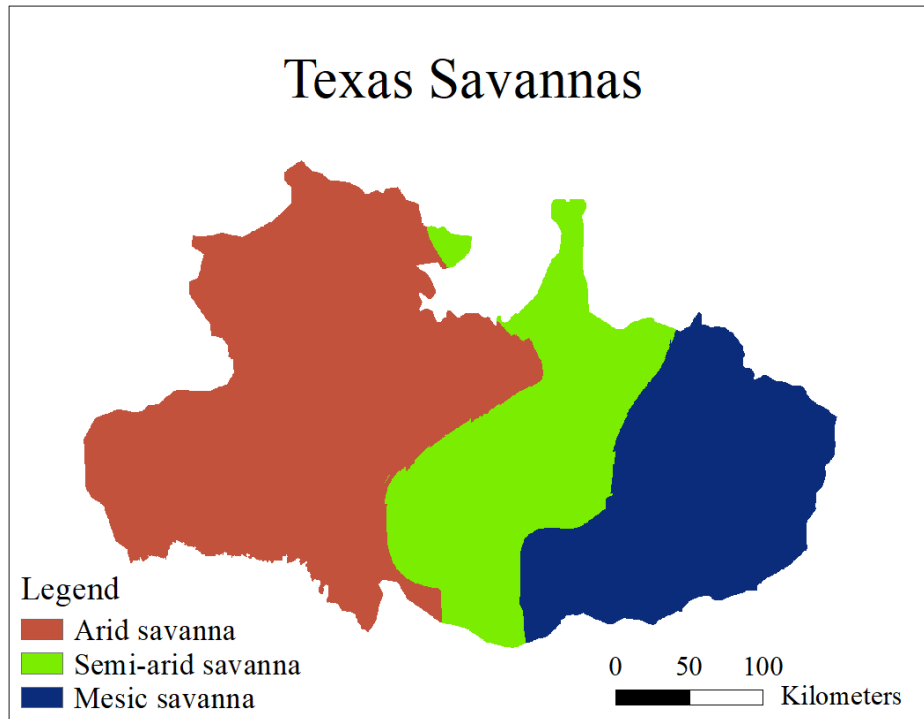 Texas Savannas
Legend
Arid savanna
Semi-arid savanna
Mesic savanna
0 50 100
Kilometers